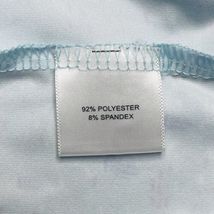 92% POLYESTER
8% SPANDEX